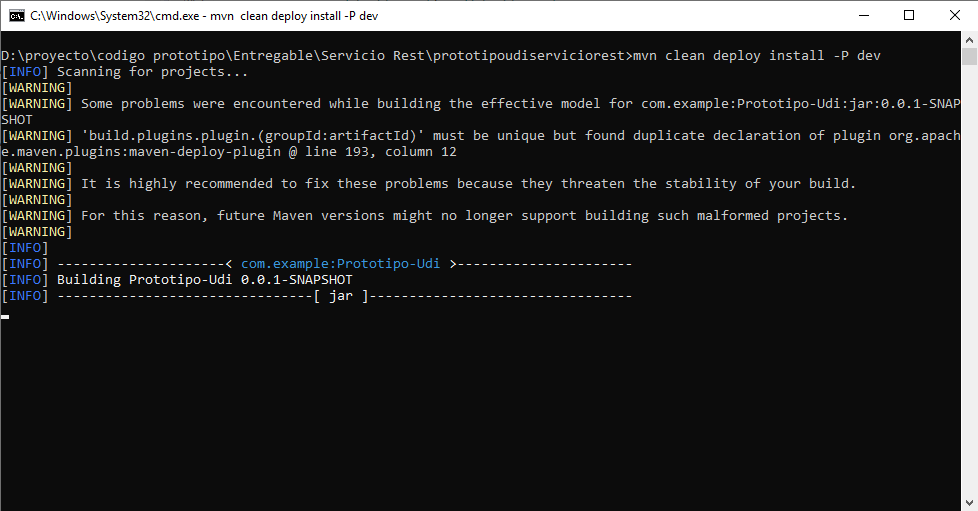 C:\Windows\System32\cmd.exe - mvn  clean deploy install -P dev
D:\proyecto\codigo prototipo\Entregable\Servicio Rest\prototipoudiserviciorest>mvn clean deploy install -P dev
[INFO] Scanning for projects...
[WARNING]
[WARNING] Some problems were encountered while building the effective model for com.example:Prototipo-Udi:jar:0.0.1-SNAP
SHOT
[WARNING] 'build.plugins.plugin.(groupId:artifactId)' must be unique but found duplicate declaration of plugin org.apach
e.maven.plugins:maven-deploy-plugin @ line 193, column 12
[WARNING]
[WARNING] It is highly recommended to fix these problems because they threaten the stability of your build.
[WARNING]
[WARNING] For this reason, future Maven versions might no longer support building such malformed projects.
[WARNING]
[INFO]
[INFO] ---------------------< com.example:Prototipo-Udi >----------------------
[INFO] Building Prototipo-Udi 0.0.1-SNAPSHOT
[INFO] --------------------------------[ jar ]---------------------------------